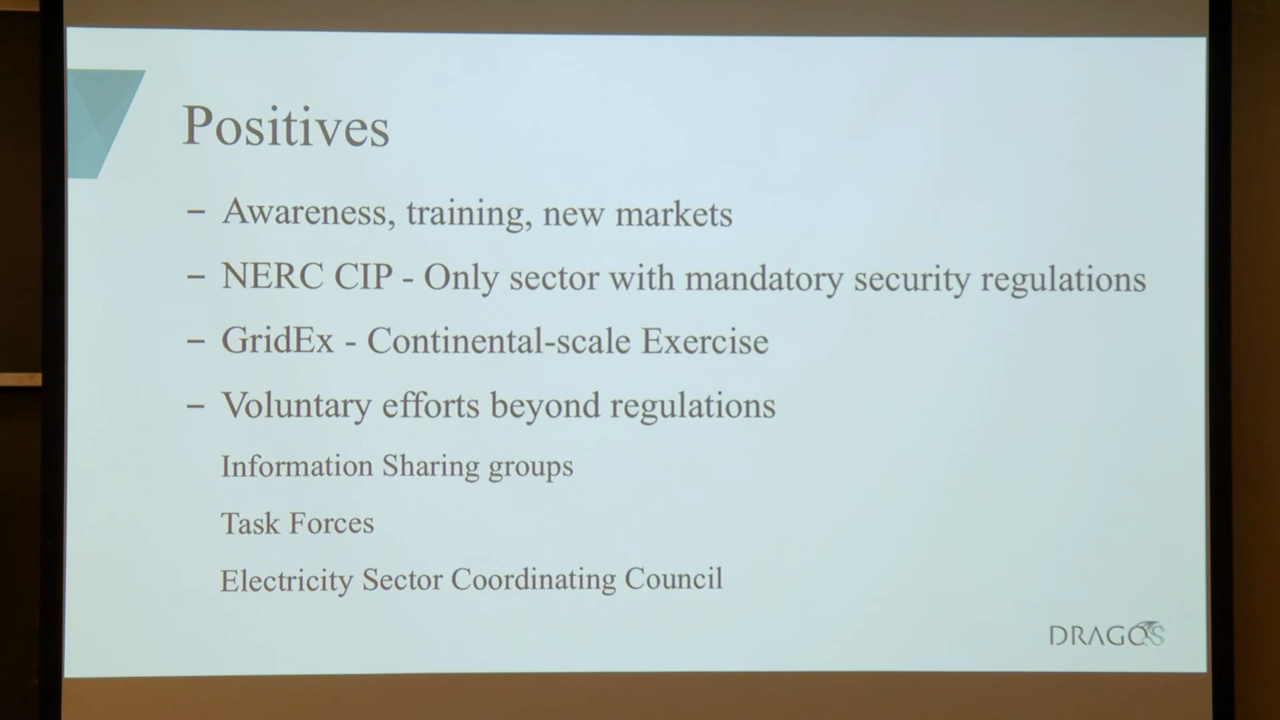 Positives
– Awareness, training, new markets
– NERC CIP - Only sector with mandatory security regulations
– GridEx - Continental-scale Exercise
– Voluntary efforts beyond regulations
Information Sharing groups
Task Forces
Electricity Sector Coordinating Council
DRAGOS